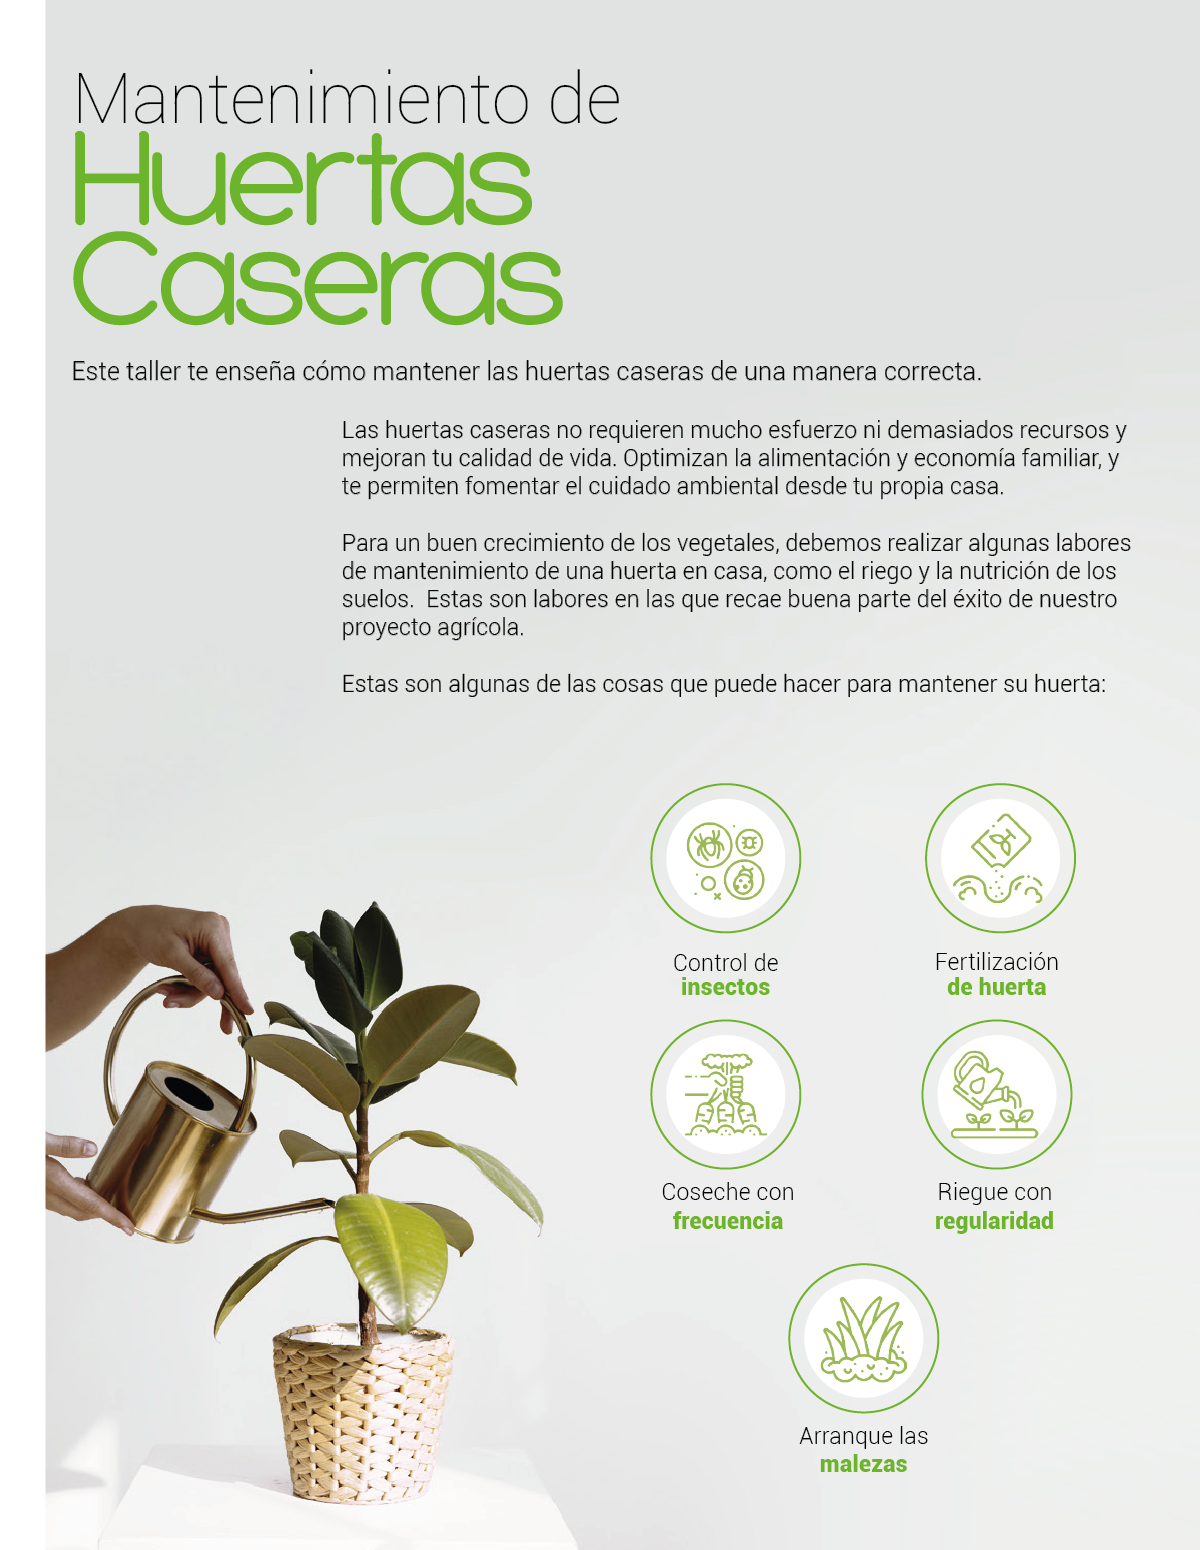 Mantenimiento de
Huertas
Caseras
Este taller te enseña cómo mantener las huertas caseras de una manera correcta.
Las huertas caseras no requieren mucho esfuerzo ni demasiados recursos y
mejoran tu calidad de vida. Optimizan la alimentación y economía familiar, y
te permiten fomentar el cuidado ambiental desde tu propia casa.
Para un buen crecimiento de los vegetales, debemos realizar algunas labores
de mantenimiento de una huerta en casa, como el riego y la nutrición de los
suelos.  Estas son labores en las que recae buena parte del éxito de nuestro
proyecto agrícola.
Estas son algunas de las cosas que puede hacer para mantener su huerta:
Control de
insectos
Fertilización
de huerta
Coseche con
frecuencia
Riegue con
regularidad
Arranque las
malezas